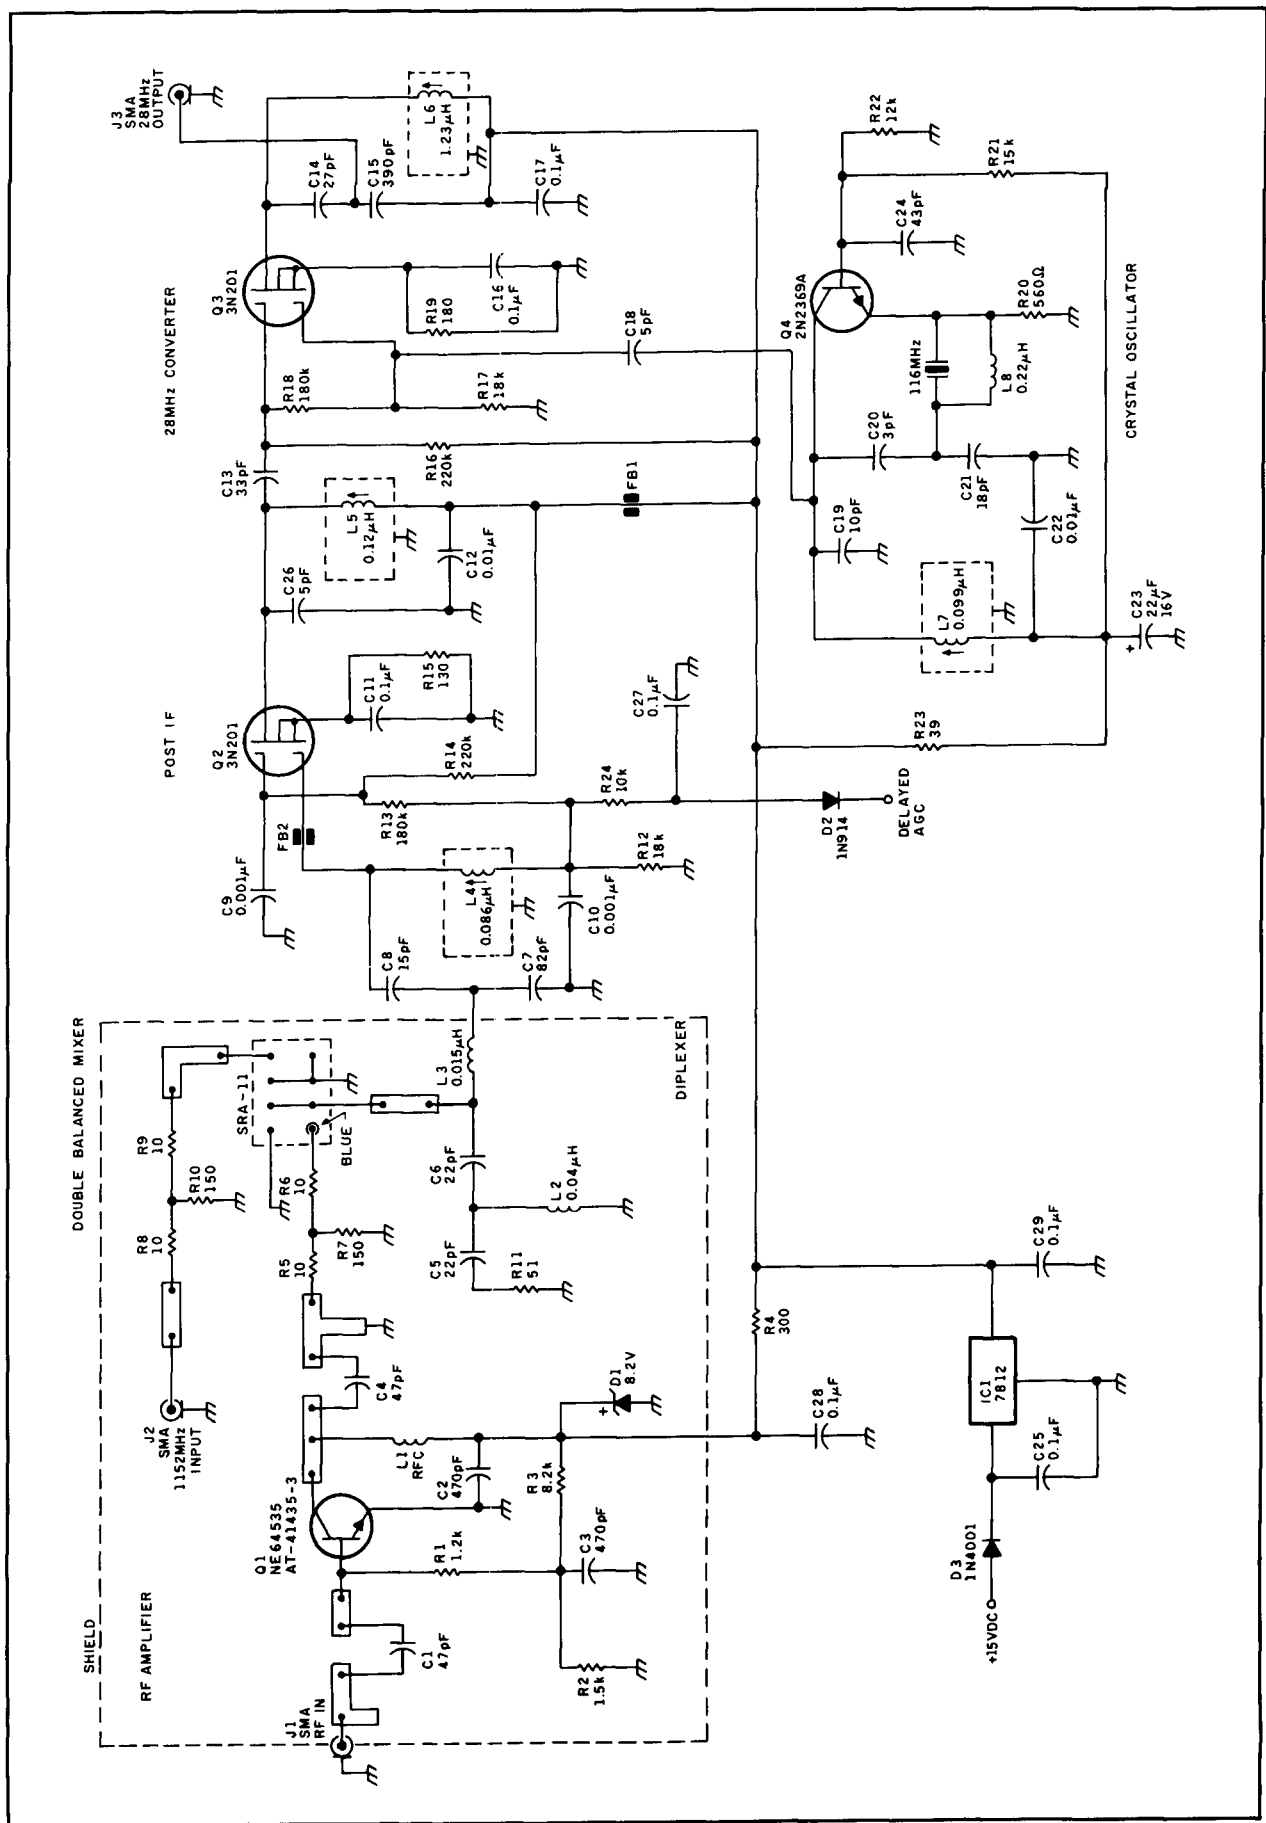 SHIELD
DOUBLE BALANCED MIXER
RF AMPLIFIER
DIPLEXER
J1
SMA
RF IN
C1
47pF
R2
1.5k
R1
1.2k
C3
470pF
R3
8.2k
Q1
NE64535
AT-41435-3
C2
470pF
L1
RFC
D1
8.2V
+
C4
47pF
J2
SMA
1152MHz
INPUT
R8
10
R10
150
R9
10
R5
10
R7
150
R6
10
SRA-11
BLUE
R11
51
C5
22pF
L2
0.04μH
C6
22pF
L3
0.015μH
POST IF
C9
0.001μF
C8
15pF
C7
82pF
FB2
L4
0.086μH
C10
0.001μF
R12
18k
R13
180k
R24
10k
R14
220k
Q2
3N201
C11
0.1μF
R15
130
C27
0.1μF
D2
1N914
DELAYED
AGC
C26
5pF
L5
0.12μH
C12
0.01μF
FB1
C13
33pF
28MHz CONVERTER
R16
220k
R18
180k
R17
18k
Q3
3N201
R19
180
C16
0.1μF
C18
5pF
C14
27pF
C15
390pF
C17
0.1μF
L6
1.23μH
J3
SMA
28MHz
OUTPUT
D3
1N4001
+15VDC
C25
0.1μF
IC1
7812
C29
0.1μF
C28
0.1μF
R4
300
R23
39
L7
0.099μH
C23
22μF
16V
+
C19
10pF
C22
0.01μF
C20
3pF
C21
18pF
116MHz
L8
0.22μH
Q4
2N2369A
R20
560Ω
C24
43pF
R21
15k
R22
12k
CRYSTAL OSCILLATOR